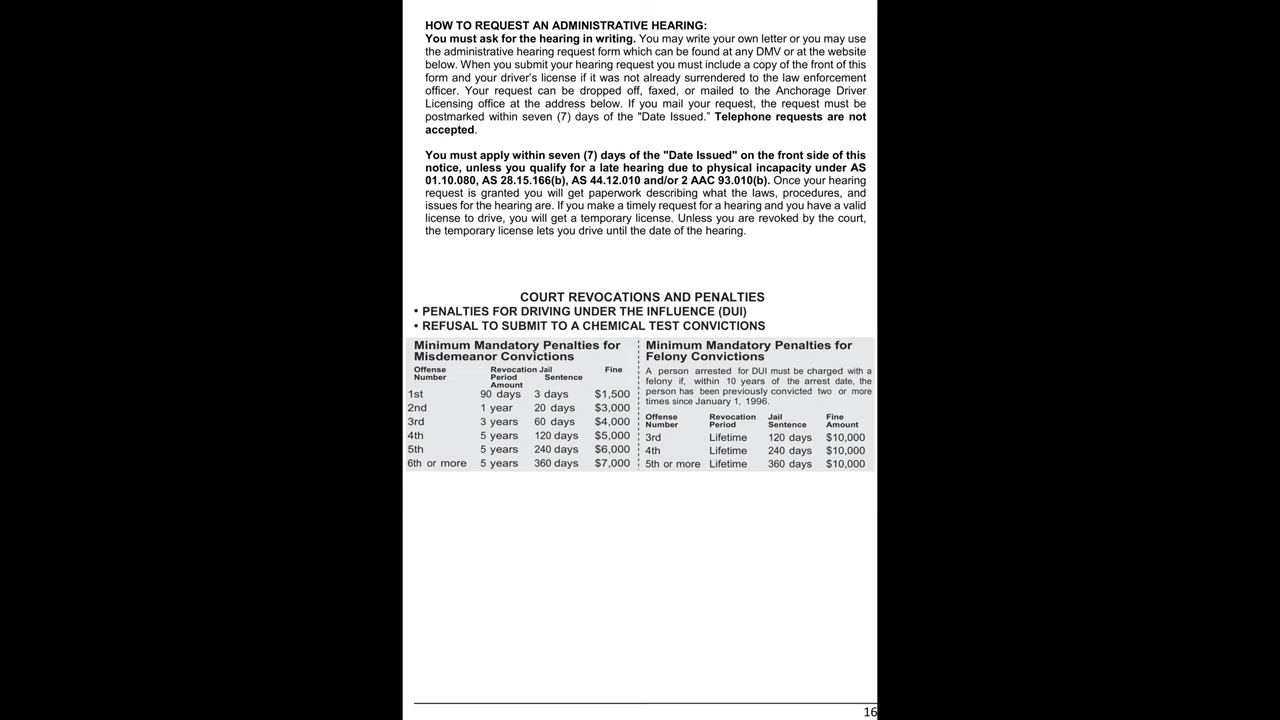 HOW TO REQUEST AN ADMINISTRATIVE HEARING:
You must ask for the hearing in writing. You may write your own letter or you may use
the administrative hearing request form which can be found at any DMV or at the website
below. When you submit your hearing request you must include a copy of the front of this
form and your driver's license if it was not already surrendered to the law enforcement
officer. Your request can be dropped off, faxed, or mailed to the Anchorage Driver
Licensing office at the address below. If you mail your request, the request must be
postmarked within seven (7) days of the "Date Issued." Telephone requests are not
accepted.
You must apply within seven (7) days of the "Date Issued" on the front side of this
notice, unless you qualify for a late hearing due to physical incapacity under AS
01.10.080, AS 28.15.166(b), AS 44.12.010 and/or 2 AAC 93.010(b). Once your hearing
request is granted you will get paperwork describing what the laws, procedures, and
issues for the hearing are. If you make a timely request for a hearing and you have a valid
license to drive, you will get a temporary license. Unless you are revoked by the court,
the temporary license lets you drive until the date of the hearing.
COURT REVOCATIONS AND PENALTIES
• PENALTIES FOR DRIVING UNDER THE INFLUENCE (DUI)
• REFUSAL TO SUBMIT TO A CHEMICAL TEST CONVICTIONS
Minimum Mandatory Penalties for
Misdemeanor Convictions
Offense Revocation Jail Fine
Number Period Sentence
Amount
1st 90 days 3 days $1,500
2nd 1 year 20 days $3,000
3rd 3 years 60 days $4,000
4th 5 years 120 days $5,000
5th 5 years 240 days $6,000
6th or more 5 years 360 days $7,000
Minimum Mandatory Penalties for
Felony Convictions
A person arrested for DUI must be charged with a
felony if, within 10 years of the arrest date, the
person has been previously convicted two or more
times since January 1, 1996.
Offense Revocation Jail Fine
Number Period Sentence Amount
3rd Lifetime 120 days $10,000
4th Lifetime 240 days $10,000
5th or more Lifetime 360 days $10,000
16